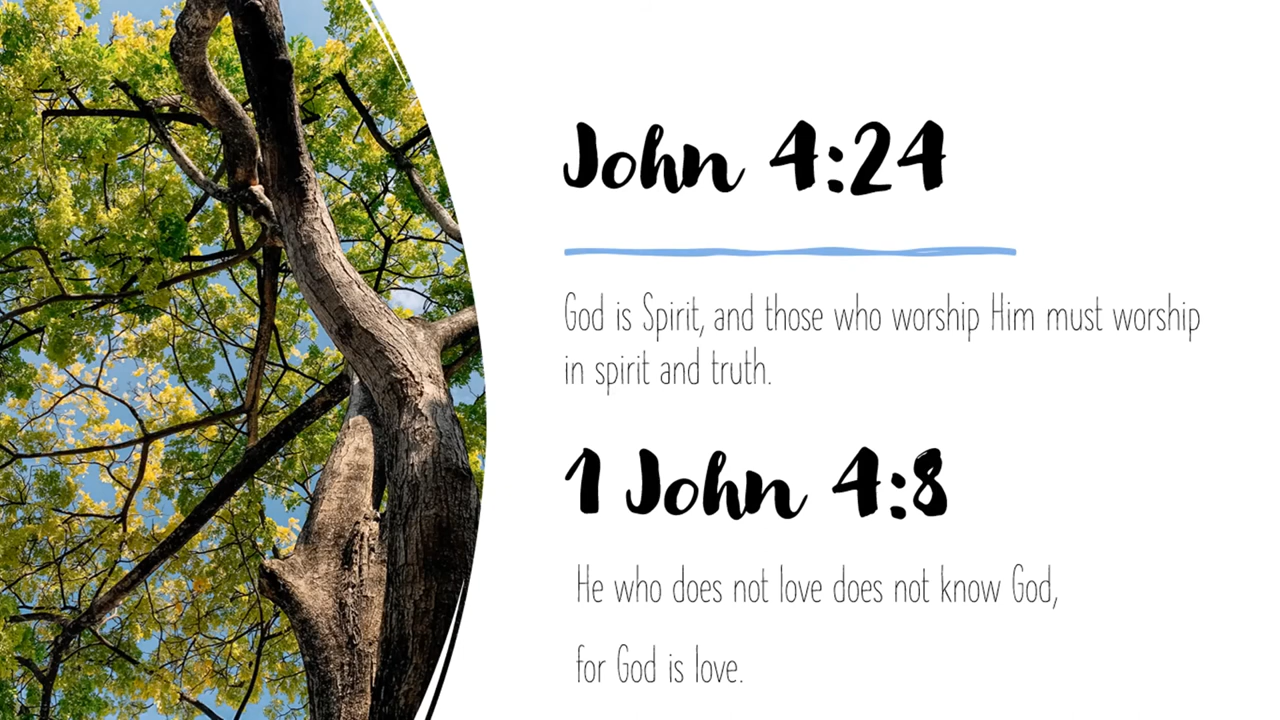 John 4:24
God is Spirit, and those who worship Him must worship
in spirit and truth.
1 John 4:8
He who does not love does not know God,
for God is love.